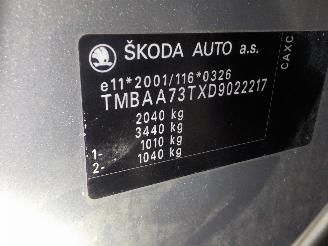 ŠKODA AUTO a.s.
e11*2001/116*0326
TMBAA73TXD9022217
2040 kg
3440 kg
1- 1010 kg
2- 1040 kg
CAXC